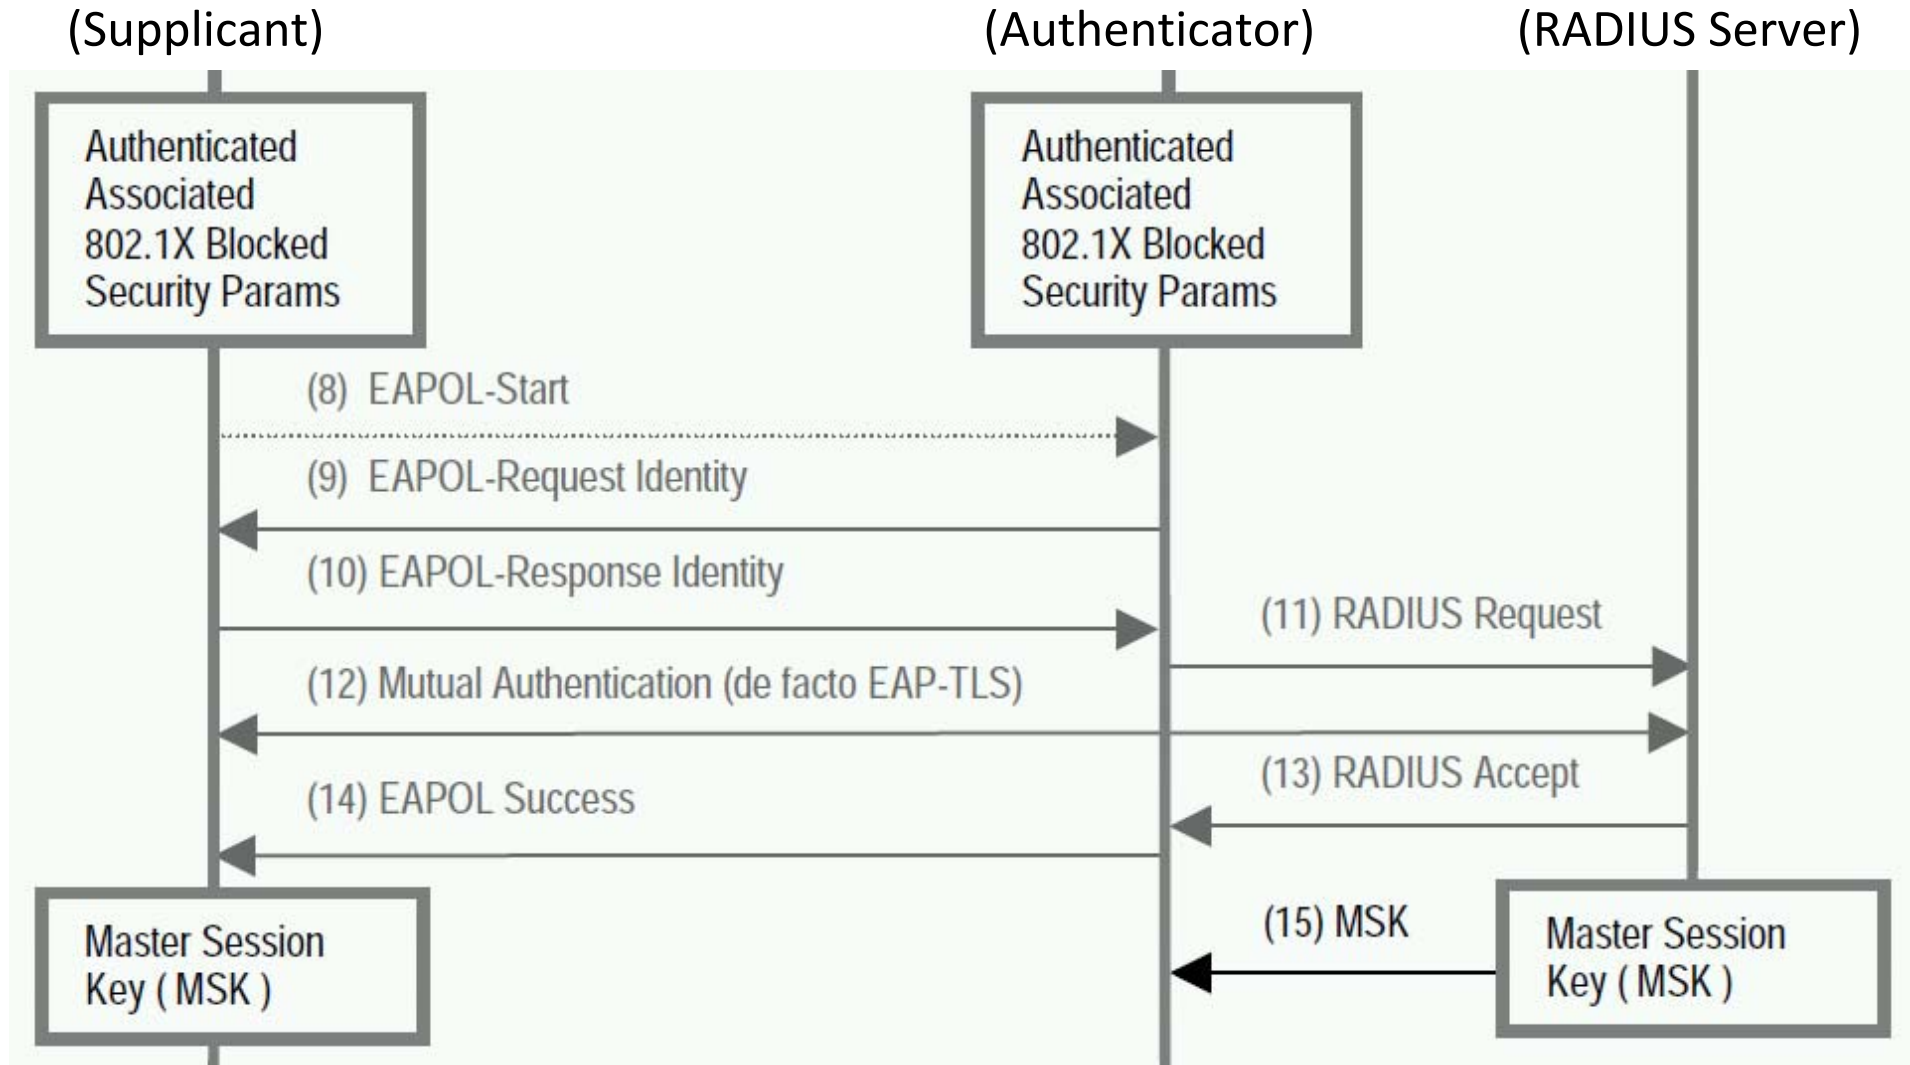 (Supplicant)
(Authenticator)
(RADIUS Server)
Authenticated
Associated
802.1X Blocked
Security Params
Authenticated
Associated
802.1X Blocked
Security Params
(8) EAPOL-Start
(9) EAPOL-Request Identity
(10) EAPOL-Response Identity
(11) RADIUS Request
(12) Mutual Authentication (de facto EAP-TLS)
(13) RADIUS Accept
(14) EAPOL Success
(15) MSK
Master Session
Key ( MSK )
Master Session
Key ( MSK )